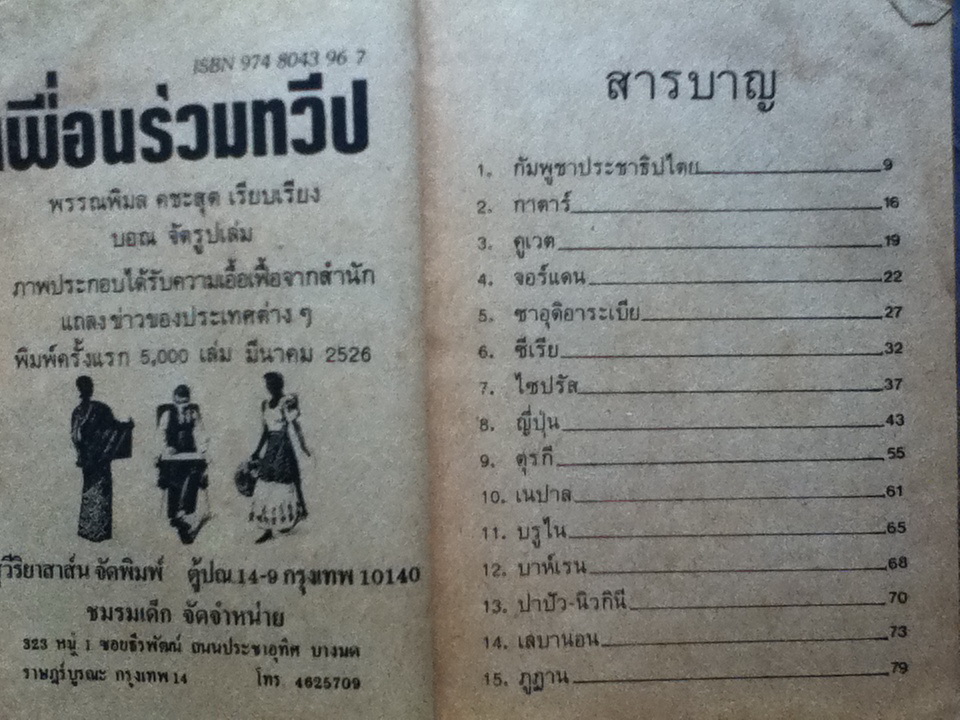 ISBN 974 8043 96 7
เพื่อนร่วมทวีป
พรรณพิมล คชะสุต เรียบเรียง
บอณ จัดรูปเล่ม
ภาพประกอบได้รับความเอื้อเฟื้อจากสำนัก
แถลงข่าวของประเทศต่าง ๆ
พิมพ์ครั้งแรก 5,000 เล่ม มีนาคม 2526
สุวีริยาสาส์น จัดพิมพ์ ตู้ปณ.14-9 กรุงเทพ 10140
ชมรมเด็ก จัดจำหน่าย
323 หมู่ 1 ซอยธีรพัฒน์ ถนนประชาอุทิศ บางมด
ราษฎร์บูรณะ กรุงเทพ 14 โทร 4625709
สารบาญ
1. กัมพูชาประชาธิปไตย 9
2. กาตาร์ 16
3. คูเวต 19
4. จอร์แดน 22
5. ซาอุดิอาระเบีย 27
6. ซีเรีย 32
7. ไซปรัส 37
8. ญี่ปุ่น 43
9. ตุรกี 55
10. เนปาล 61
11. บรูไน 65
12. บาห์เรน 68
13. ปาปัว-นิวกินี 70
14. เลบานอน 73
15. ภูฏาน 79